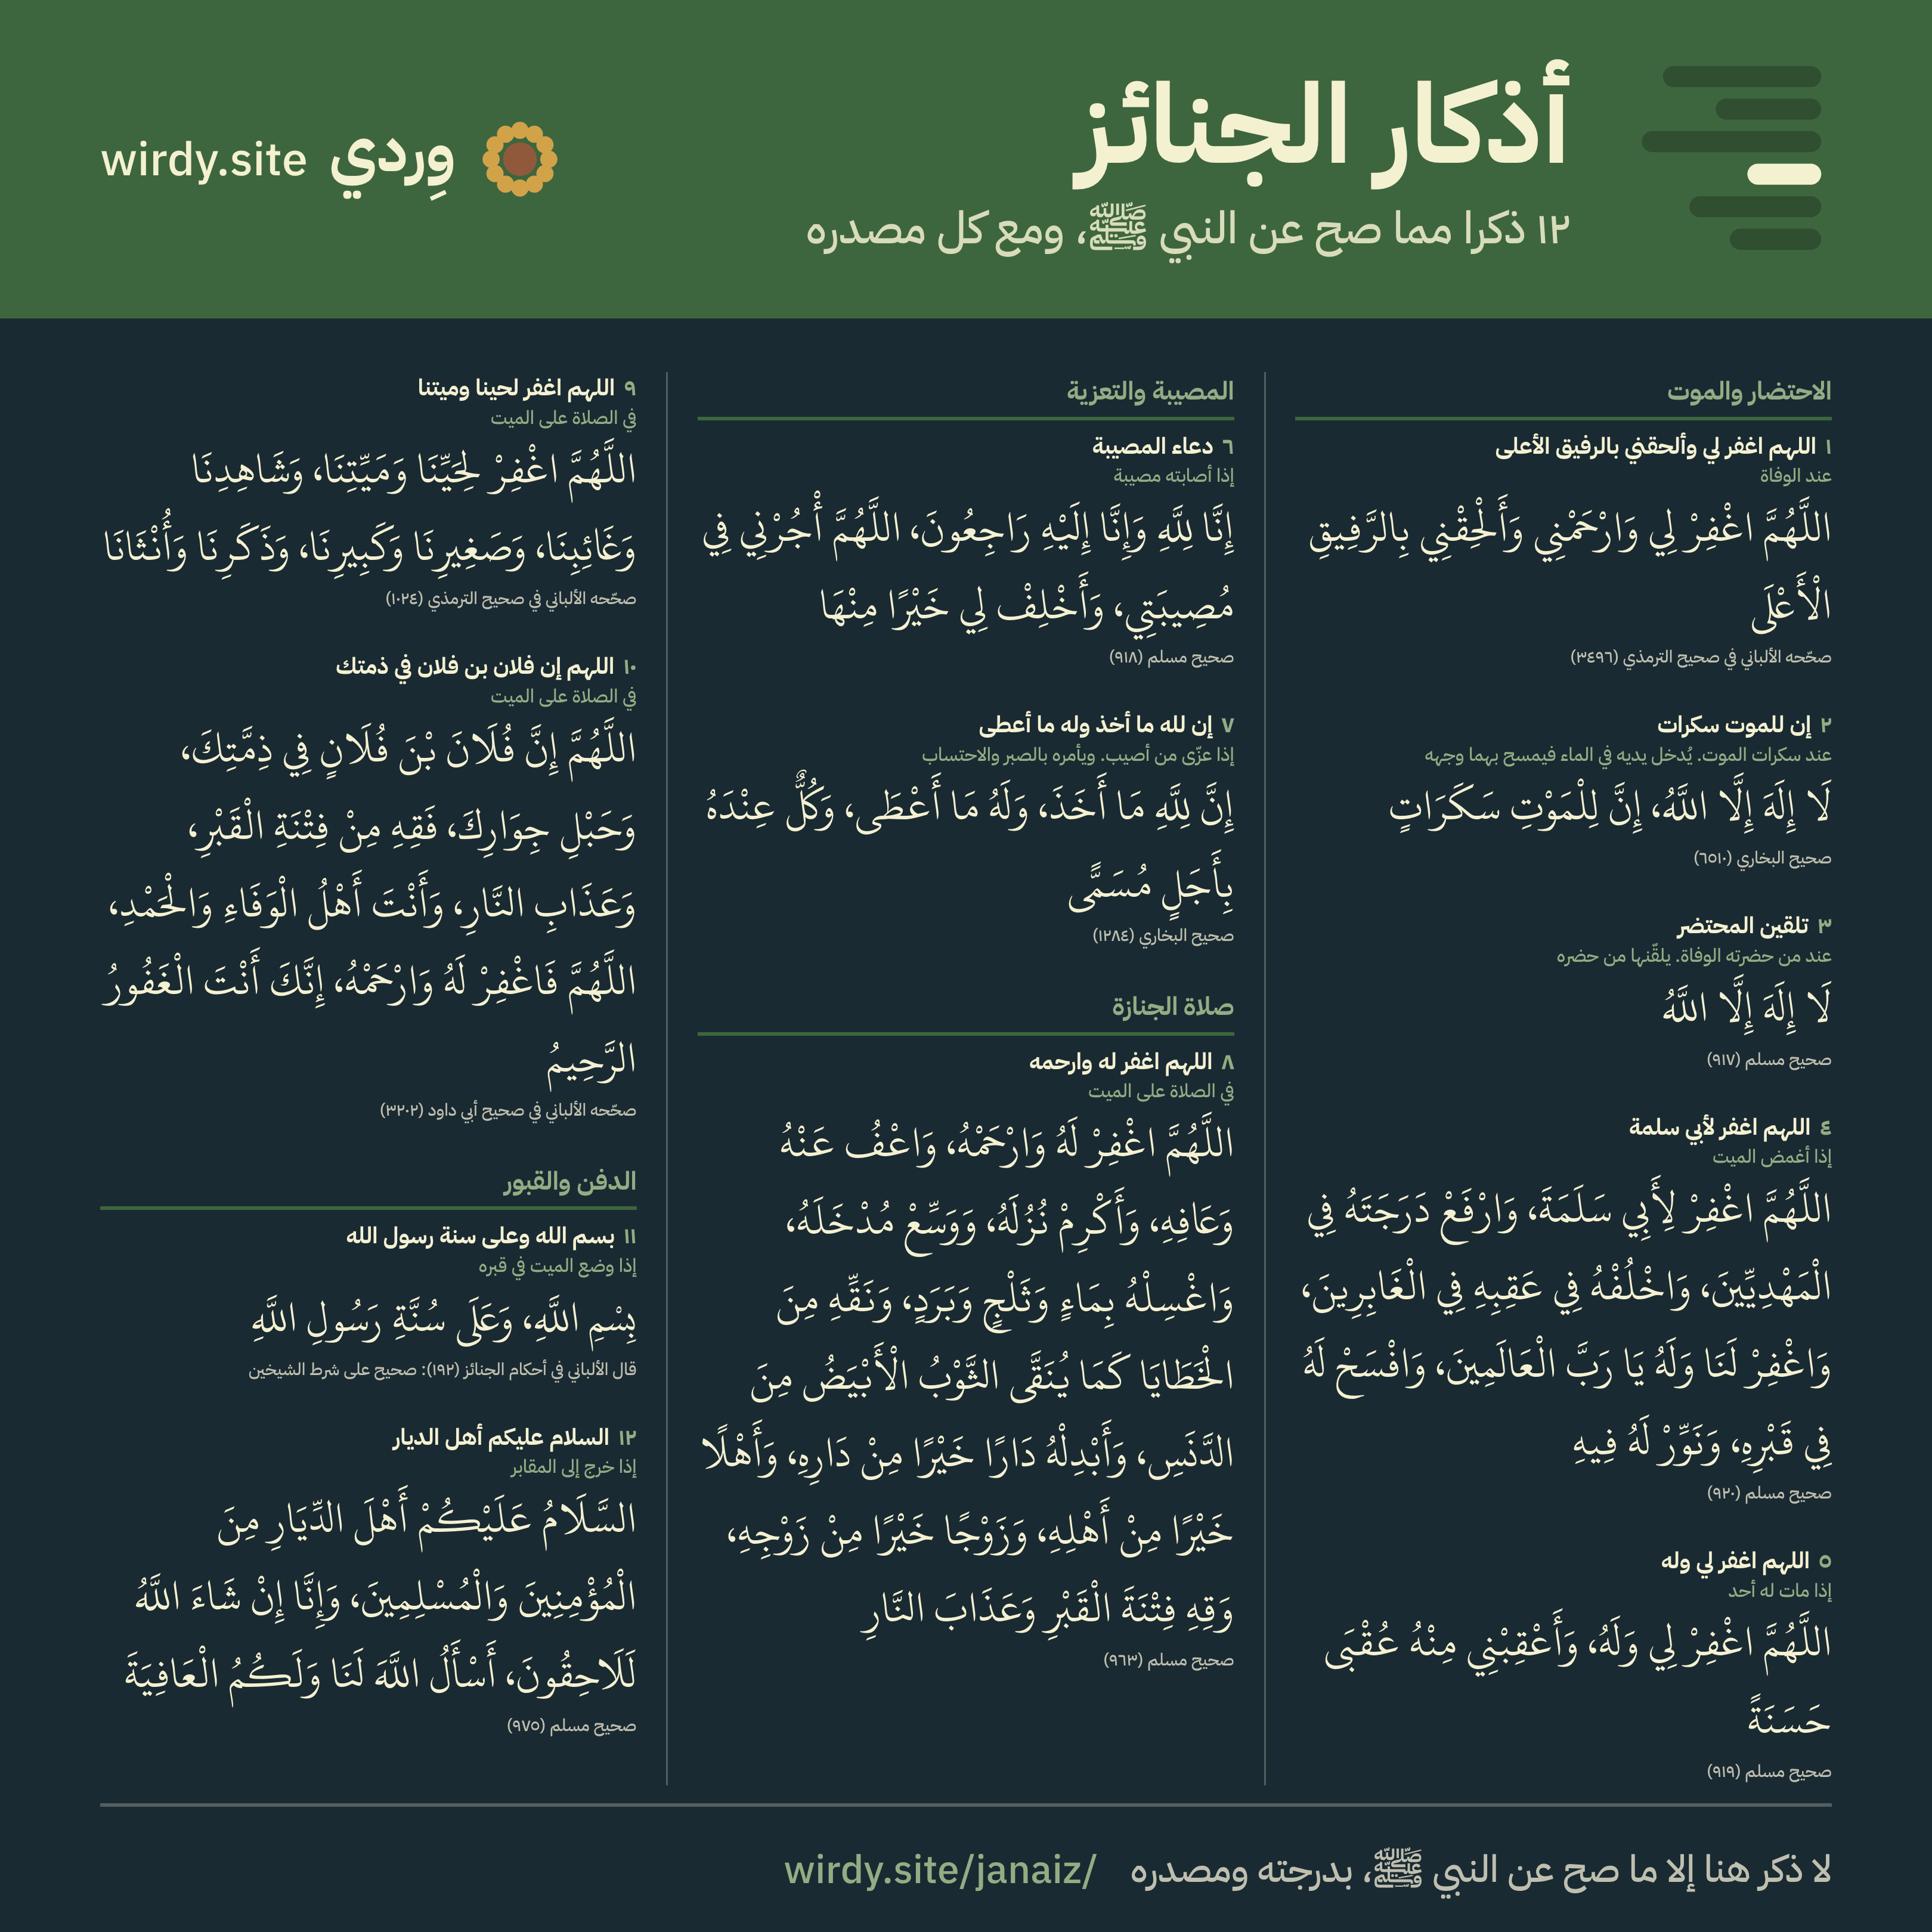 أذكار الجنائز
١٢ ذكرا مما صح عن النبي ﷺ، ومع كل مصدره
وِردي wirdy.site
الاحتضار والموت
١ اللهم اغفر لي وألحقني بالرفيق الأعلى
عند الوفاة
اللَّهُمَّ اغْفِرْ لِي وَارْحَمْنِي وَأَلْحِقْنِي بِالرَّفِيقِ
الْأَعْلَى
صحّحه الألباني في صحيح الترمذي (٣٤٩٦)
٢ إن للموت سكرات
عند سكرات الموت. يُدخل يديه في الماء فيمسح بهما وجهه
لَا إِلَهَ إِلَّا اللَّهُ، إِنَّ لِلْمَوْتِ سَكَرَاتٍ
صحيح البخاري (٦٥١٠)
٣ تلقين المحتضر
عند من حضرته الوفاة. يلقّنها من حضره
لَا إِلَهَ إِلَّا اللَّهُ
صحيح مسلم (٩١٧)
٤ اللهم اغفر لأبي سلمة
إذا أغمض الميت
اللَّهُمَّ اغْفِرْ لِأَبِي سَلَمَةَ، وَارْفَعْ دَرَجَتَهُ فِي
الْمَهْدِيِّينَ، وَاخْلُفْهُ فِي عَقِبِهِ فِي الْغَابِرِينَ،
وَاغْفِرْ لَنَا وَلَهُ يَا رَبَّ الْعَالَمِينَ، وَافْسَحْ لَهُ
فِي قَبْرِهِ، وَنَوِّرْ لَهُ فِيهِ
صحيح مسلم (٩٢٠)
٥ اللهم اغفر لي وله
إذا مات له أحد
اللَّهُمَّ اغْفِرْ لِي وَلَهُ، وَأَعْقِبْنِي مِنْهُ عُقْبَى
حَسَنَةً
صحيح مسلم (٩١٩)
المصيبة والتعزية
٦ دعاء المصيبة
إذا أصابته مصيبة
إِنَّا لِلَّهِ وَإِنَّا إِلَيْهِ رَاجِعُونَ، اللَّهُمَّ أْجُرْنِي فِي
مُصِيبَتِي، وَأَخْلِفْ لِي خَيْرًا مِنْهَا
صحيح مسلم (٩١٨)
٧ إن لله ما أخذ وله ما أعطى
إذا عزّى من أصيب. ويأمره بالصبر والاحتساب
إِنَّ لِلَّهِ مَا أَخَذَ، وَلَهُ مَا أَعْطَى، وَكُلٌّ عِنْدَهُ
بِأَجَلٍ مُسَمًّى
صحيح البخاري (١٢٨٤)
صلاة الجنازة
٨ اللهم اغفر له وارحمه
في الصلاة على الميت
اللَّهُمَّ اغْفِرْ لَهُ وَارْحَمْهُ، وَاعْفُ عَنْهُ
وَعَافِهِ، وَأَكْرِمْ نُزُلَهُ، وَوَسِّعْ مُدْخَلَهُ،
وَاغْسِلْهُ بِمَاءٍ وَثَلْجٍ وَبَرَدٍ، وَنَقِّهِ مِنَ
الْخَطَايَا كَمَا يُنَقَّى الثَّوْبُ الْأَبْيَضُ مِنَ
الدَّنَسِ، وَأَبْدِلْهُ دَارًا خَيْرًا مِنْ دَارِهِ، وَأَهْلًا
خَيْرًا مِنْ أَهْلِهِ، وَزَوْجًا خَيْرًا مِنْ زَوْجِهِ،
وَقِهِ فِتْنَةَ الْقَبْرِ وَعَذَابَ النَّارِ
صحيح مسلم (٩٦٣)
٩ اللهم اغفر لحينا وميتنا
في الصلاة على الميت
اللَّهُمَّ اغْفِرْ لِحَيِّنَا وَمَيِّتِنَا، وَشَاهِدِنَا
وَغَائِبِنَا، وَصَغِيرِنَا وَكَبِيرِنَا، وَذَكَرِنَا وَأُنْثَانَا
صحّحه الألباني في صحيح الترمذي (١٠٢٤)
١٠ اللهم إن فلان بن فلان في ذمتك
في الصلاة على الميت
اللَّهُمَّ إِنَّ فُلَانَ بْنَ فُلَانٍ فِي ذِمَّتِكَ،
وَحَبْلِ جِوَارِكَ، فَقِهِ مِنْ فِتْنَةِ الْقَبْرِ،
وَعَذَابِ النَّارِ، وَأَنْتَ أَهْلُ الْوَفَاءِ وَالْحَمْدِ،
اللَّهُمَّ فَاغْفِرْ لَهُ وَارْحَمْهُ، إِنَّكَ أَنْتَ الْغَفُورُ
الرَّحِيمُ
صحّحه الألباني في صحيح أبي داود (٣٢٠٢)
الدفن والقبور
١١ بسم الله وعلى سنة رسول الله
إذا وضع الميت في قبره
بِسْمِ اللَّهِ، وَعَلَى سُنَّةِ رَسُولِ اللَّهِ
قال الألباني في أحكام الجنائز (١٩٢): صحيح على شرط الشيخين
١٢ السلام عليكم أهل الديار
إذا خرج إلى المقابر
السَّلَامُ عَلَيْكُمْ أَهْلَ الدِّيَارِ مِنَ
الْمُؤْمِنِينَ وَالْمُسْلِمِينَ، وَإِنَّا إِنْ شَاءَ اللَّهُ
لَلَاحِقُونَ، أَسْأَلُ اللَّهَ لَنَا وَلَكُمُ الْعَافِيَةَ
صحيح مسلم (٩٧٥)
لا ذكر هنا إلا ما صح عن النبي ﷺ، بدرجته ومصدره wirdy.site/janaiz/